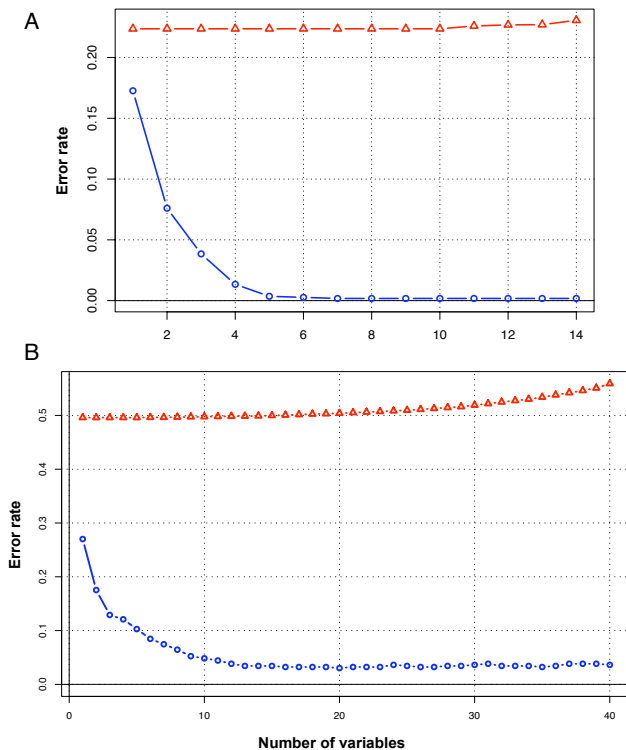 A
Error rate
0.00 0.05 0.10 0.15 0.20
2 4 6 8 10 12 14
B
Error rate
0.0 0.1 0.2 0.3 0.4 0.5
0 10 20 30 40
Number of variables